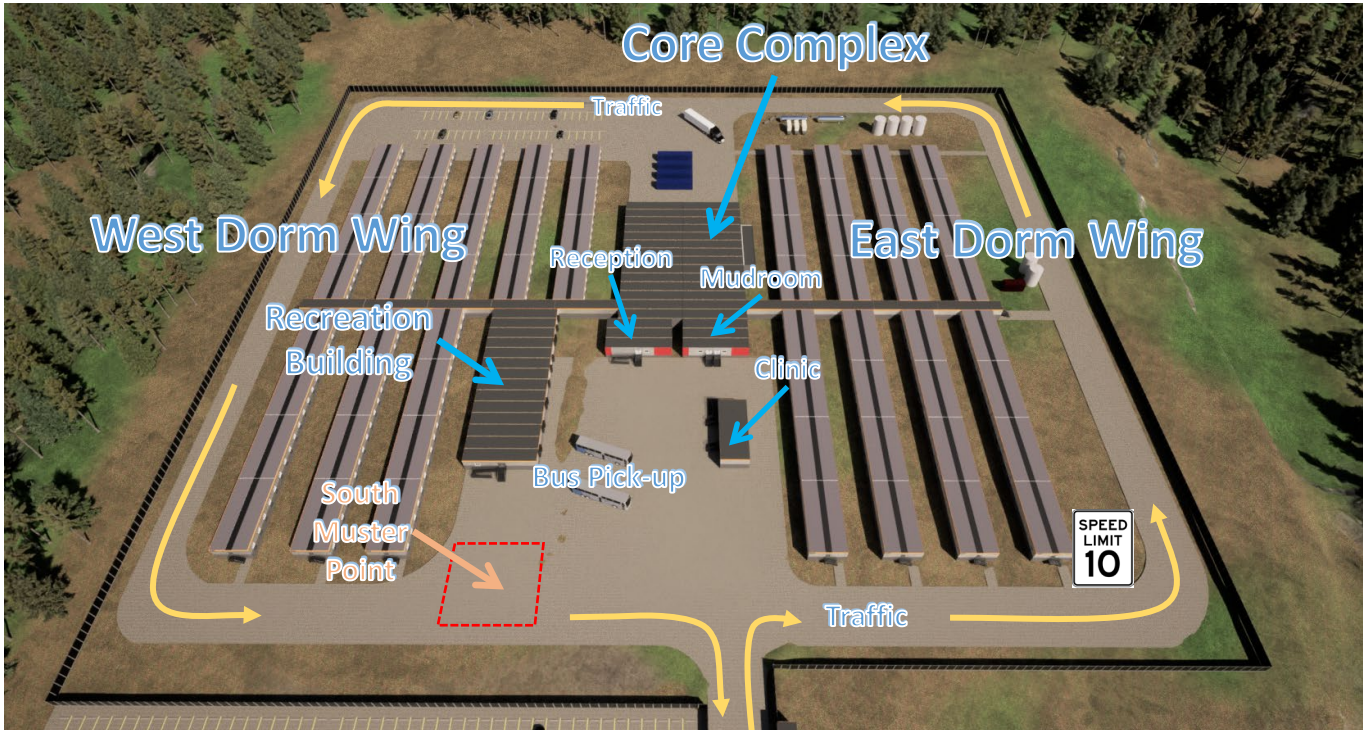 Core Complex
Traffic
West Dorm Wing
East Dorm Wing
Reception
Mudroom
Recreation
Building
Clinic
Bus Pick-up
South
Muster
Point
SPEED
LIMIT
10
Traffic